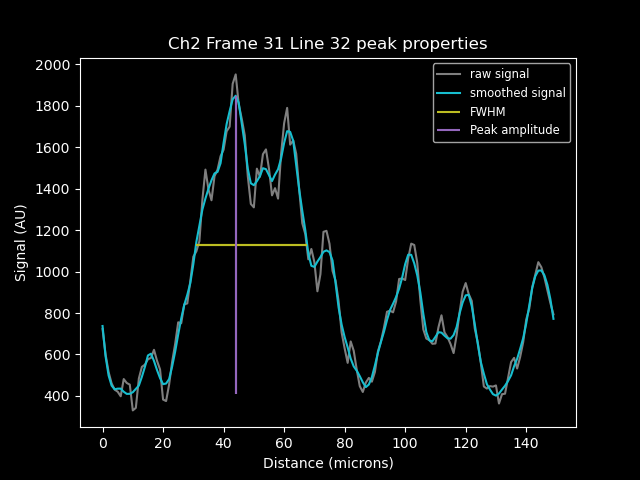 Ch2 Frame 31 Line 32 peak properties
raw signal
smoothed signal
FWHM
Peak amplitude
Signal (AU)
2000
1800
1600
1400
1200
1000
800
600
400
0 20 40 60 80 100 120 140
Distance (microns)